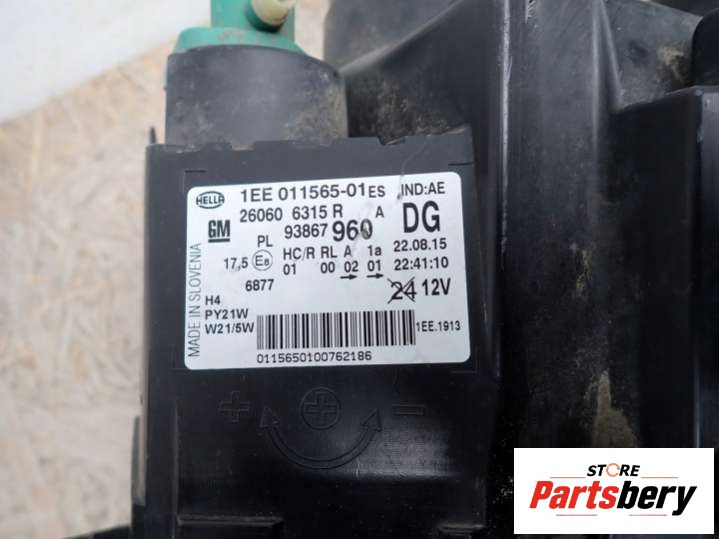 HELLA 1EE 011565-01 ES IND:AE
GM 26060 6315 R A DG
93867 960
PL HC/R RL A 1a 22.08.15
17,5 E8 01 00 02 01 22:41:10
6877 24 12V
H4
PY21W
W21/5W 1EE.1913
0115650100762186
MADE IN SLOVENIA
+ + -
STORE
Partsbery